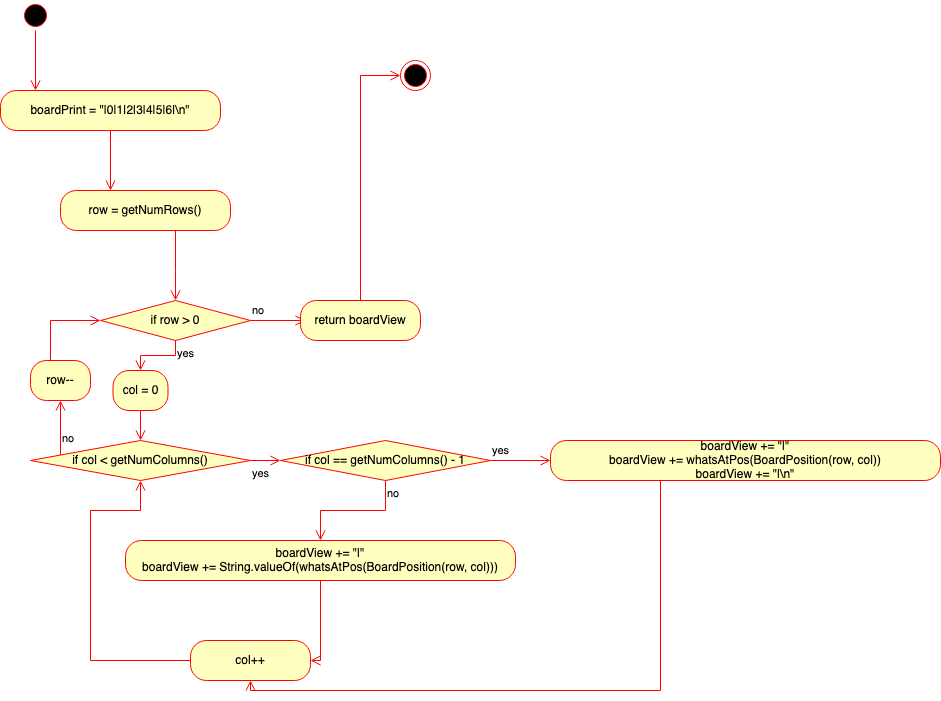 boardPrint = "|0|1|2|3|4|5|6|\n"
row = getNumRows()
if row > 0
no
return boardView
yes
row--
col = 0
no
if col < getNumColumns()
yes
if col == getNumColumns() - 1
yes
boardView += "|"
boardView += whatsAtPos(BoardPosition(row, col))
boardView += "|\n"
no
boardView += "|"
boardView += String.valueOf(whatsAtPos(BoardPosition(row, col)))
col++